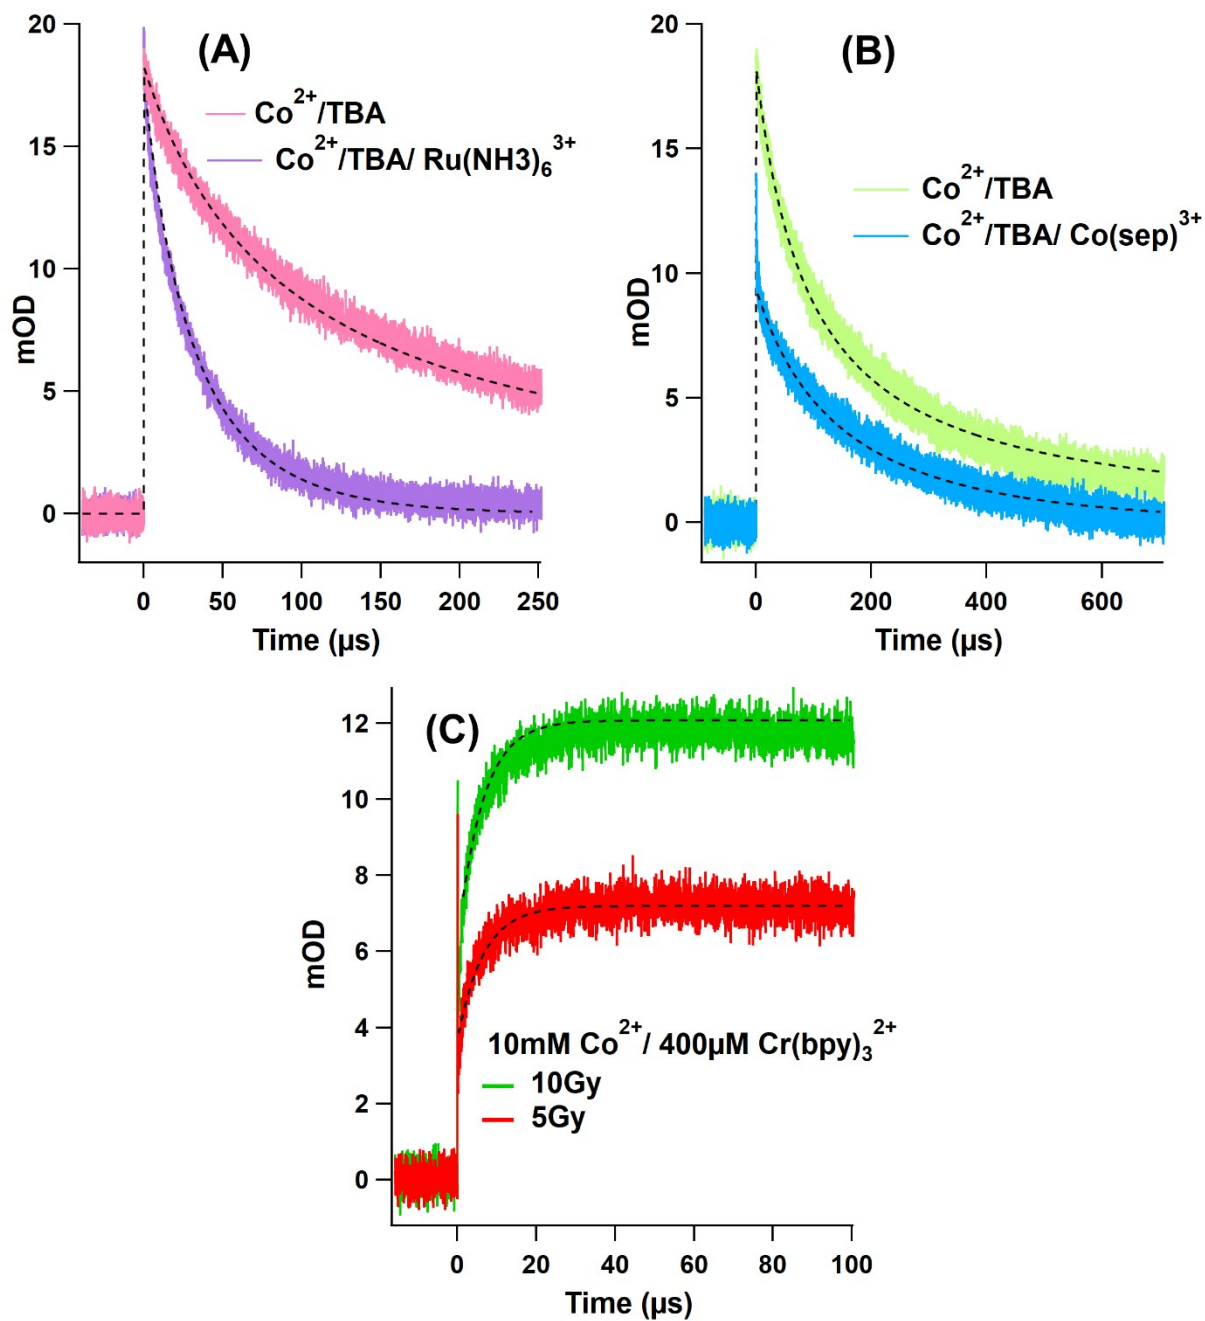 (A)
Co²⁺/TBA
Co²⁺/TBA/ Ru(NH3)₆³⁺
mOD
20
15
10
5
0
0 50 100 150 200 250
Time (µs)
(B)
Co²⁺/TBA
Co²⁺/TBA/ Co(sep)³⁺
mOD
20
15
10
5
0
0 200 400 600
Time (µs)
(C)
10mM Co²⁺/ 400µM Cr(bpy)₃²⁺
10Gy
5Gy
mOD
12
10
8
6
4
2
0
0 20 40 60 80 100
Time (µs)